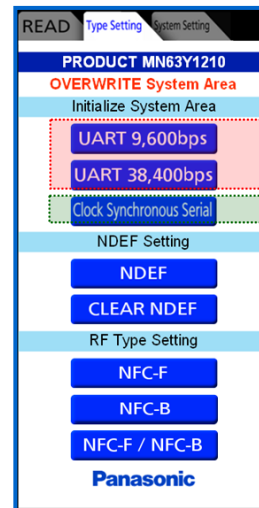 READ Type Setting System Setting
PRODUCT MN63Y1210
OVERWRITE System Area
Initialize System Area
UART 9,600bps
UART 38,400bps
Clock Synchronous Serial
NDEF Setting
NDEF
CLEAR NDEF
RF Type Setting
NFC-F
NFC-B
NFC-F / NFC-B
Panasonic